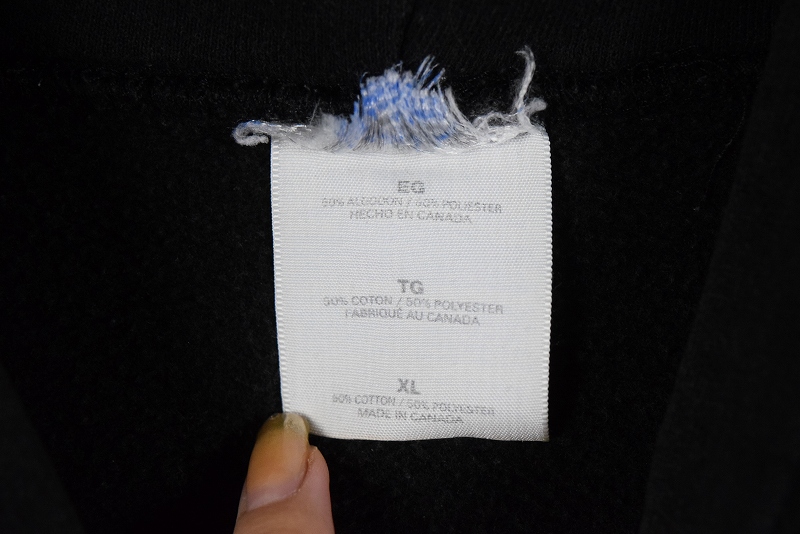 EG
50% ALGODON / 50% POLIESTER
HECHO EN CANADA
TG
50% COTON / 50% POLYESTER
FABRIQUÉ AU CANADA
XL
50% COTTON / 50% POLYESTER
MADE IN CANADA